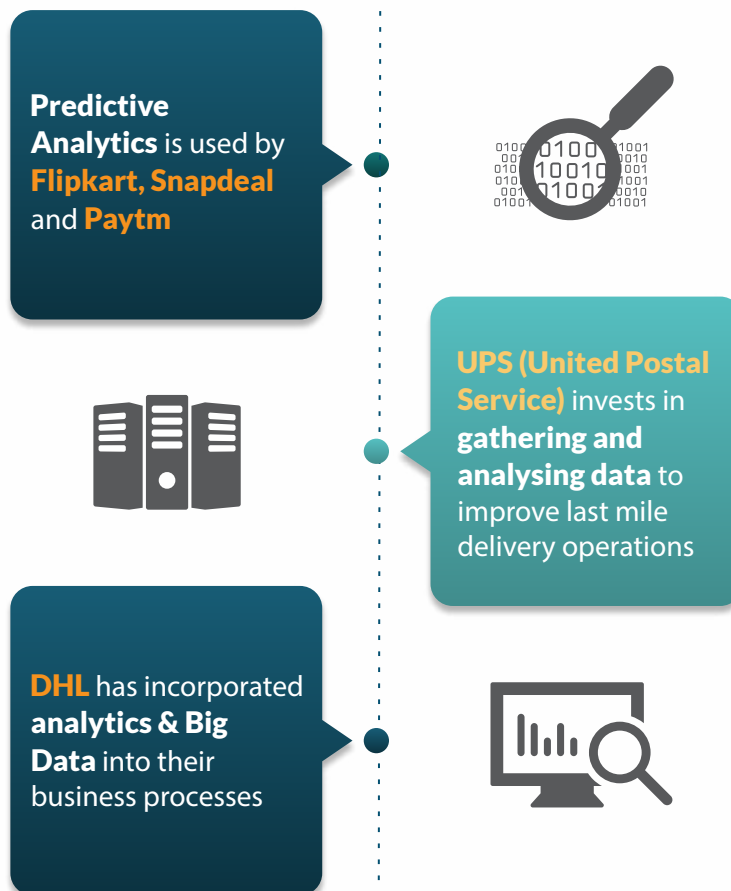 Predictive
Analytics is used by
Flipkart, Snapdeal
and Paytm
UPS (United Postal
Service) invests in
gathering and
analysing data to
improve last mile
delivery operations
DHL has incorporated
analytics & Big
Data into their
business processes